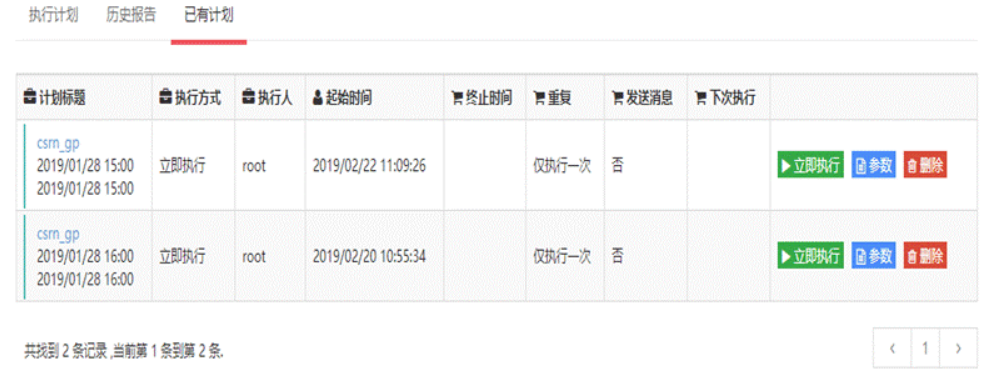 执行计划 历史报告 已有计划
计划标题 执行方式 执行人 起始时间 终止时间 重复 发送消息 下次执行
csrn_gp
2019/01/28 15:00 立即执行 root 2019/02/22 11:09:26 仅执行一次 否 立即执行 参数 删除
2019/01/28 15:00
csrn_gp
2019/01/28 16:00 立即执行 root 2019/02/20 10:55:34 仅执行一次 否 立即执行 参数 删除
2019/01/28 16:00
共找到 2 条记录 ,当前第 1 条到第 2 条. ‹ 1 ›